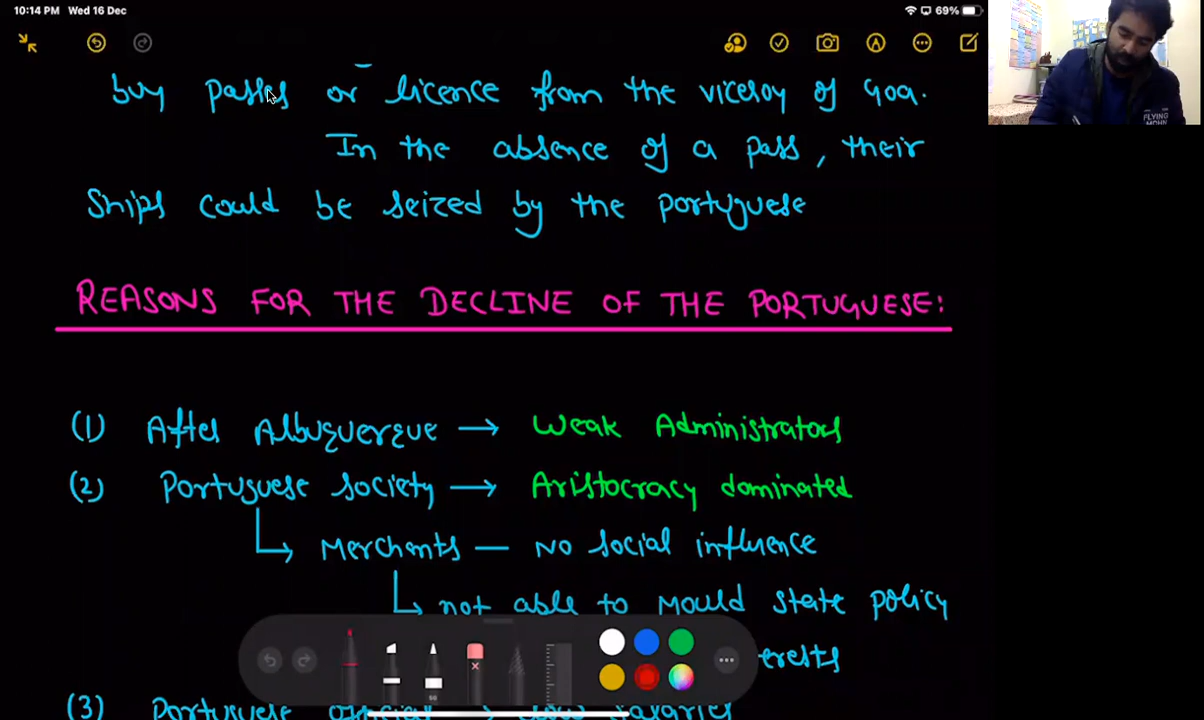 10:14 PM Wed 16 Dec
69%
buy passes or licence from the viceroy of Goa.
In the absence of a pass, their
Ships could be seized by the portuguese
REASONS FOR THE DECLINE OF THE PORTUGUESE:
(1) After Albuquerque → Weak Administrators
(2) Portuguese society → Aristocracy dominated
Merchants — No social influence
not able to mould state policy
erests
(3) Portuguese
FLYING